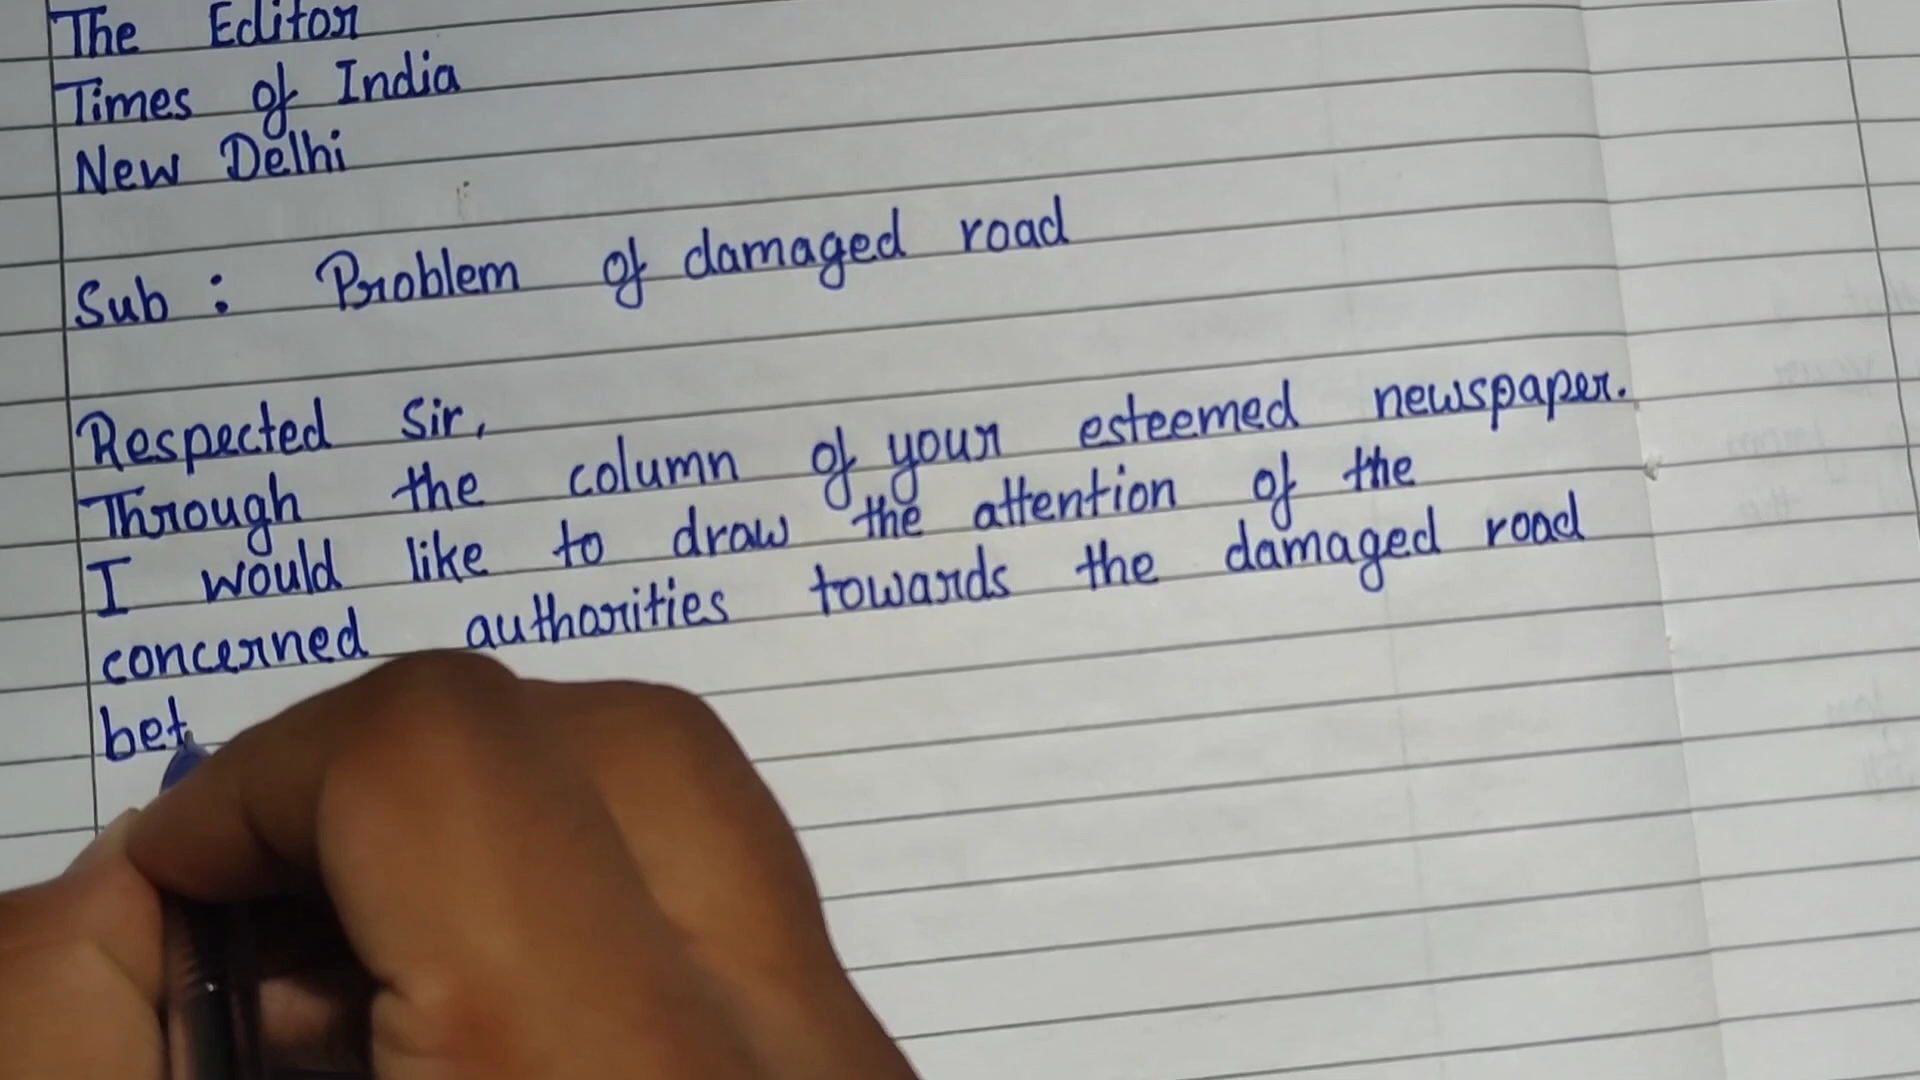 The Editor
Times of India
New Delhi
Sub : Problem of damaged road
Respected Sir,
Through the column of your esteemed newspaper.
I would like to draw the attention of the
concerned authorities towards the damaged road
bet